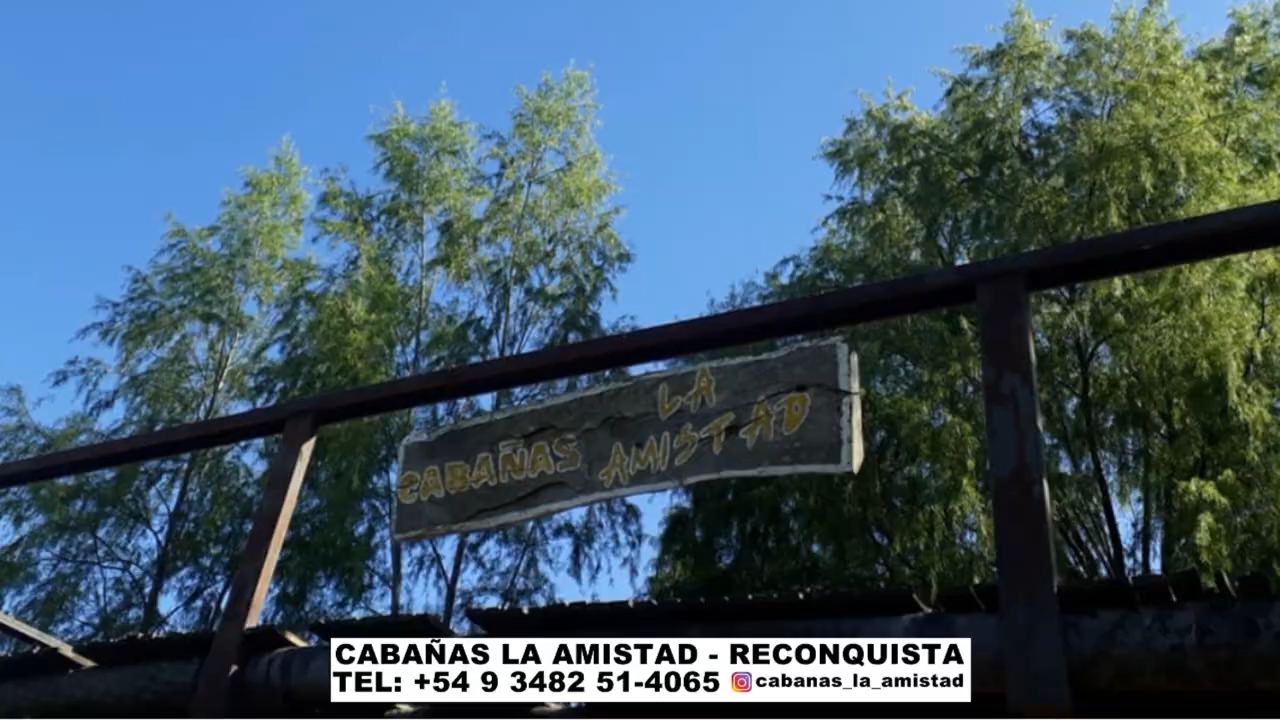 LA
CABAÑAS AMISTAD
CABAÑAS LA AMISTAD - RECONQUISTA
TEL: +54 9 3482 51-4065 cabanas_la_amistad